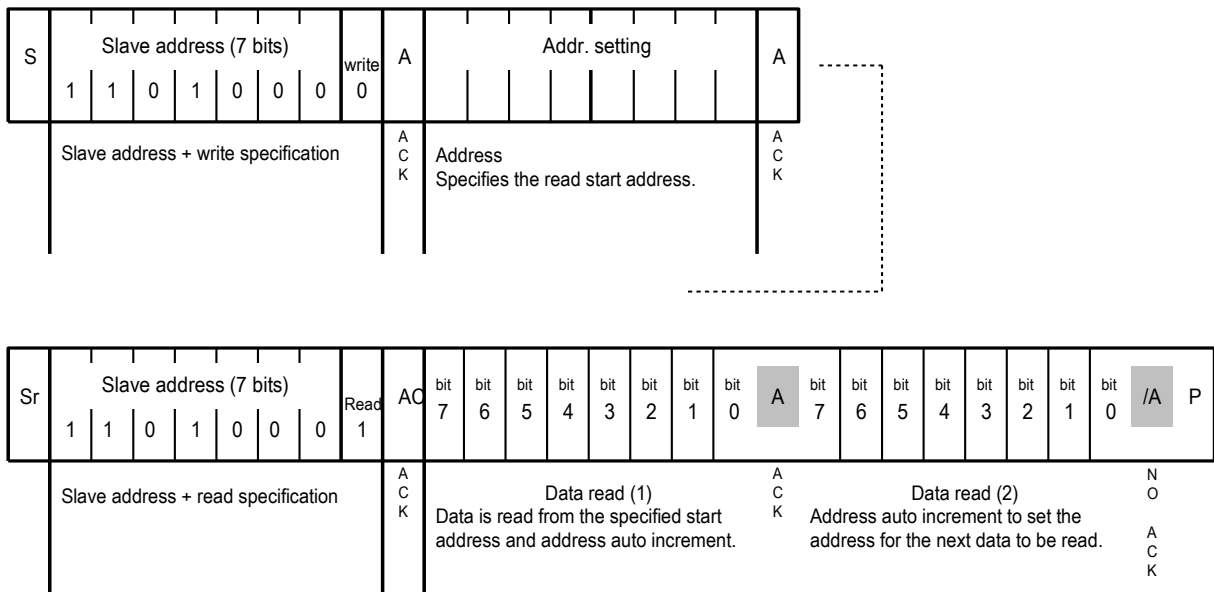 S Slave address (7 bits) write A Addr. setting A
1 1 0 1 0 0 0 0
Slave address + write specification
A
C
K
Address
Specifies the read start address.
A
C
K
Sr Slave address (7 bits) Read AC bit bit bit bit bit bit bit bit A bit bit bit bit bit bit bit bit /A P
1 1 0 1 0 0 0 1 7 6 5 4 3 2 1 0 7 6 5 4 3 2 1 0
Slave address + read specification
A
C
K
Data read (1)
Data is read from the specified start
address and address auto increment.
A
C
K
Data read (2)
Address auto increment to set the
address for the next data to be read.
N
O
A
C
K